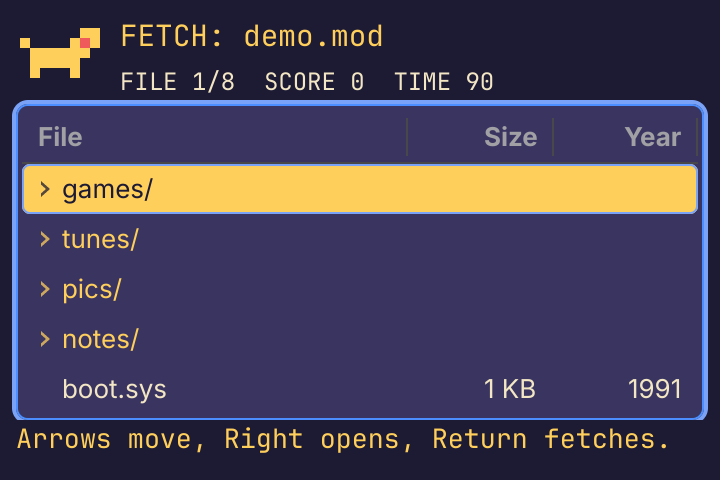 FETCH: demo.mod
FILE 1/8  SCORE 0  TIME 90
File Size Year
games/
tunes/
pics/
notes/
boot.sys 1 KB 1991
Arrows move, Right opens, Return fetches.